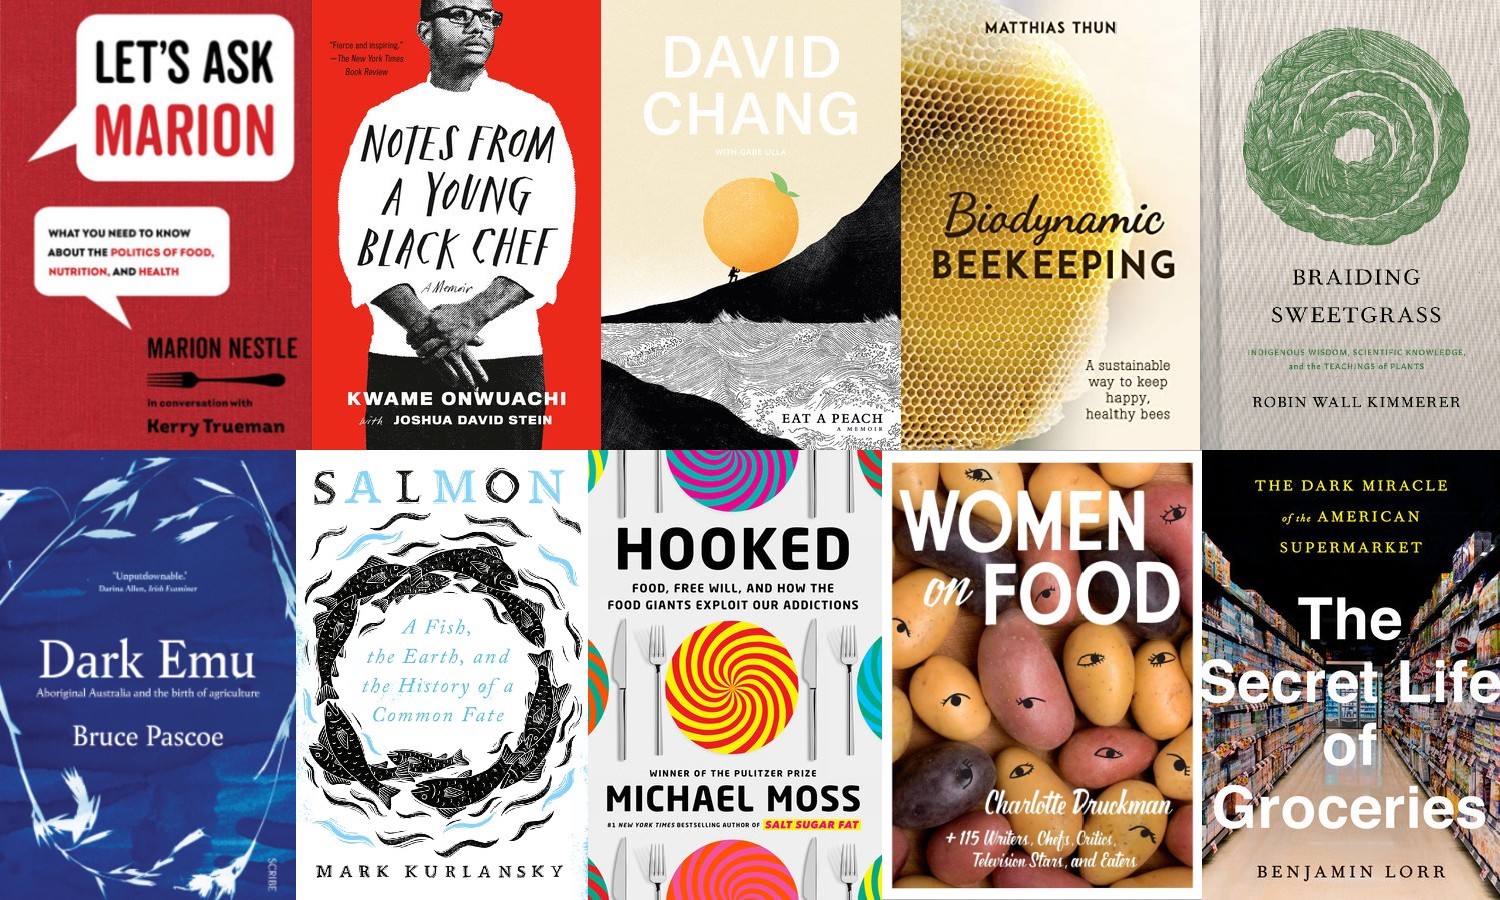 LET'S ASK
MARION
WHAT YOU NEED TO KNOW
ABOUT THE POLITICS OF FOOD,
NUTRITION, AND HEALTH
MARION NESTLE
in conversation with
Kerry Trueman
"Fierce and inspiring."
—The New York Times
Book Review
NOTES FROM
A YOUNG
BLACK CHEF
A Memoir
KWAME ONWUACHI
with JOSHUA DAVID STEIN
DAVID
CHANG
WITH GABE ULLA
EAT A PEACH
A MEMOIR
MATTHIAS THUN
Biodynamic
BEEKEEPING
A sustainable
way to keep
happy,
healthy bees
BRAIDING
SWEETGRASS
INDIGENOUS WISDOM, SCIENTIFIC KNOWLEDGE,
and the TEACHINGS of PLANTS
ROBIN WALL KIMMERER
'Unputdownable.'
Darina Allen, Irish Examiner
Dark Emu
Aboriginal Australia and the birth of agriculture
Bruce Pascoe
SCRIBE
SALMON
A Fish,
the Earth, and
the History of a
Common Fate
MARK KURLANSKY
HOOKED
FOOD, FREE WILL, AND HOW THE
FOOD GIANTS EXPLOIT OUR ADDICTIONS
WINNER OF THE PULITZER PRIZE
MICHAEL MOSS
#1 NEW YORK TIMES BESTSELLING AUTHOR OF SALT SUGAR FAT
WOMEN
on FOOD
Charlotte Druckman
+ 115 Writers, Chefs, Critics,
Television Stars, and Eaters
THE DARK MIRACLE
of the AMERICAN
SUPERMARKET
The
Secret Life
of
Groceries
BENJAMIN LORR